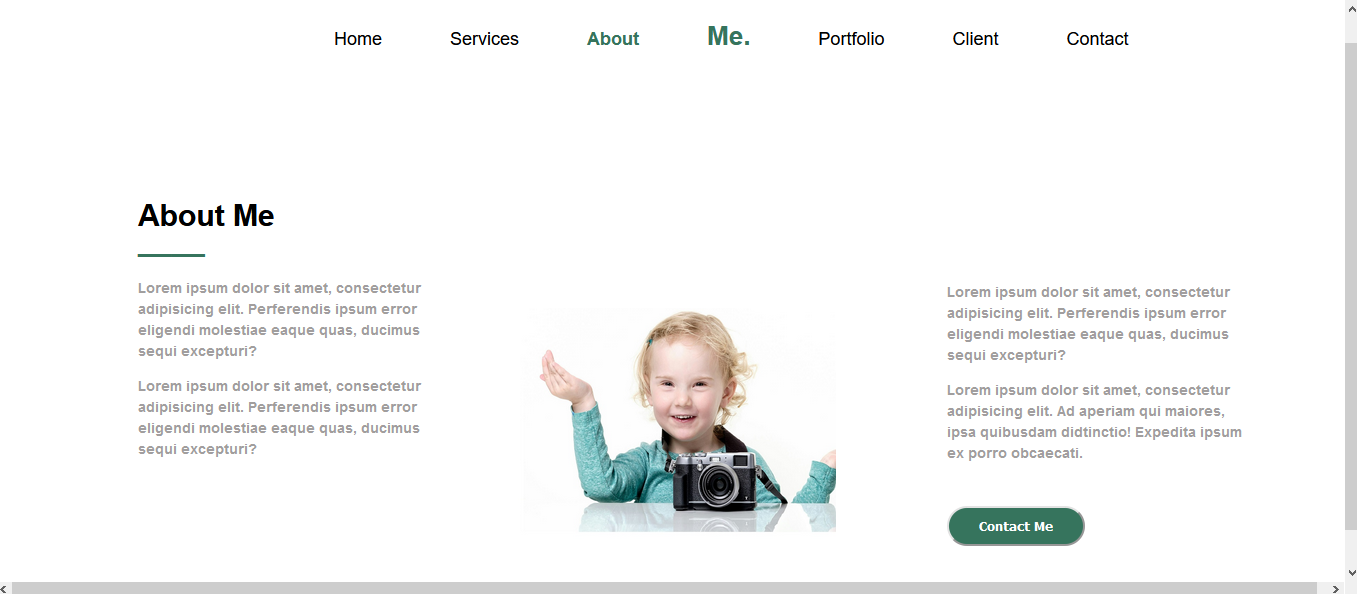 Home Services About Me. Portfolio Client Contact
About Me
Lorem ipsum dolor sit amet, consectetur
adipisicing elit. Perferendis ipsum error
eligendi molestiae eaque quas, ducimus
sequi excepturi?
Lorem ipsum dolor sit amet, consectetur
adipisicing elit. Perferendis ipsum error
eligendi molestiae eaque quas, ducimus
sequi excepturi?
Lorem ipsum dolor sit amet, consectetur
adipisicing elit. Perferendis ipsum error
eligendi molestiae eaque quas, ducimus
sequi excepturi?
Lorem ipsum dolor sit amet, consectetur
adipisicing elit. Ad aperiam qui maiores,
ipsa quibusdam didtinctio! Expedita ipsum
ex porro obcaecati.
Contact Me